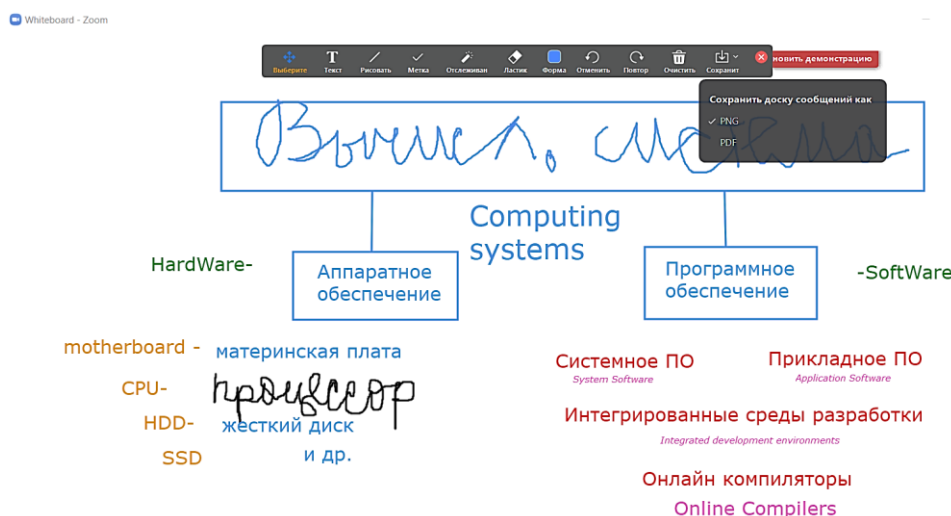 Whiteboard - Zoom
Выберите Текст Рисовать Метка Отслеживан Ластик Форма Отменить Повтор Очистить Сохранит новить демонстрацию
Сохранить доску сообщений как
PNG
PDF
Вычисл. система
Computing
systems
HardWare-
Аппаратное
обеспечение
Программное
обеспечение
-SoftWare
motherboard - материнская плата
CPU- процессор
HDD- жесткий диск
SSD и др.
Системное ПО
System Software
Прикладное ПО
Application Software
Интегрированные среды разработки
Integrated development environments
Онлайн компиляторы
Online Compilers